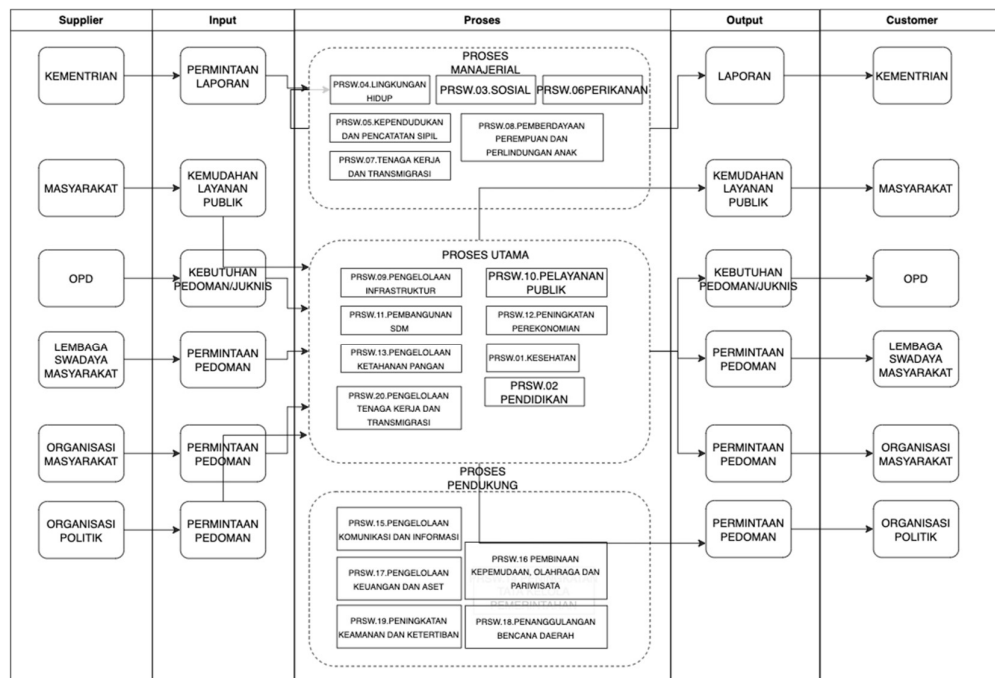 Supplier
Input
Proses
Output
Customer
KEMENTRIAN
PERMINTAAN
LAPORAN
PROSES
MANAJERIAL
PRSW.04.LINGKUNGAN
HIDUP
PRSW.03.SOSIAL
PRSW.06PERIKANAN
PRSW.05.KEPENDUDUKAN
DAN PENCATATAN SIPIL
PRSW.08.PEMBERDAYAAN
PEREMPUAN DAN
PERLINDUNGAN ANAK
PRSW.07.TENAGA KERJA
DAN TRANSMIGRASI
LAPORAN
KEMENTRIAN
MASYARAKAT
KEMUDAHAN
LAYANAN
PUBLIK
KEMUDAHAN
LAYANAN
PUBLIK
MASYARAKAT
OPD
KEBUTUHAN
PEDOMAN/JUKNIS
PROSES UTAMA
PRSW.09.PENGELOLAAN
INFRASTRUKTUR
PRSW.10.PELAYANAN
PUBLIK
PRSW.11.PEMBANGUNAN
SDM
PRSW.12.PENINGKATAN
PEREKONOMIAN
PRSW.13.PENGELOLAAN
KETAHANAN PANGAN
PRSW.01.KESEHATAN
PRSW.02
PENDIDIKAN
PRSW.20.PENGELOLAAN
TENAGA KERJA DAN
TRANSMIGRASI
KEBUTUHAN
PEDOMAN/JUKNIS
OPD
LEMBAGA
SWADAYA
MASYARAKAT
PERMINTAAN
PEDOMAN
PERMINTAAN
PEDOMAN
LEMBAGA
SWADAYA
MASYARAKAT
ORGANISASI
MASYARAKAT
PERMINTAAN
PEDOMAN
PERMINTAAN
PEDOMAN
ORGANISASI
MASYARAKAT
ORGANISASI
POLITIK
PERMINTAAN
PEDOMAN
PROSES
PENDUKUNG
PRSW.15.PENGELOLAAN
KOMUNIKASI DAN INFORMASI
PRSW.16 PEMBINAAN
KEPEMUDAAN, OLAHRAGA DAN
PARIWISATA
PRSW.17.PENGELOLAAN
KEUANGAN DAN ASET
PEMERINTAHAN
PRSW.19.PENINGKATAN
KEAMANAN DAN KETERTIBAN
PRSW.18.PENANGGULANGAN
BENCANA DAERAH
PERMINTAAN
PEDOMAN
ORGANISASI
POLITIK